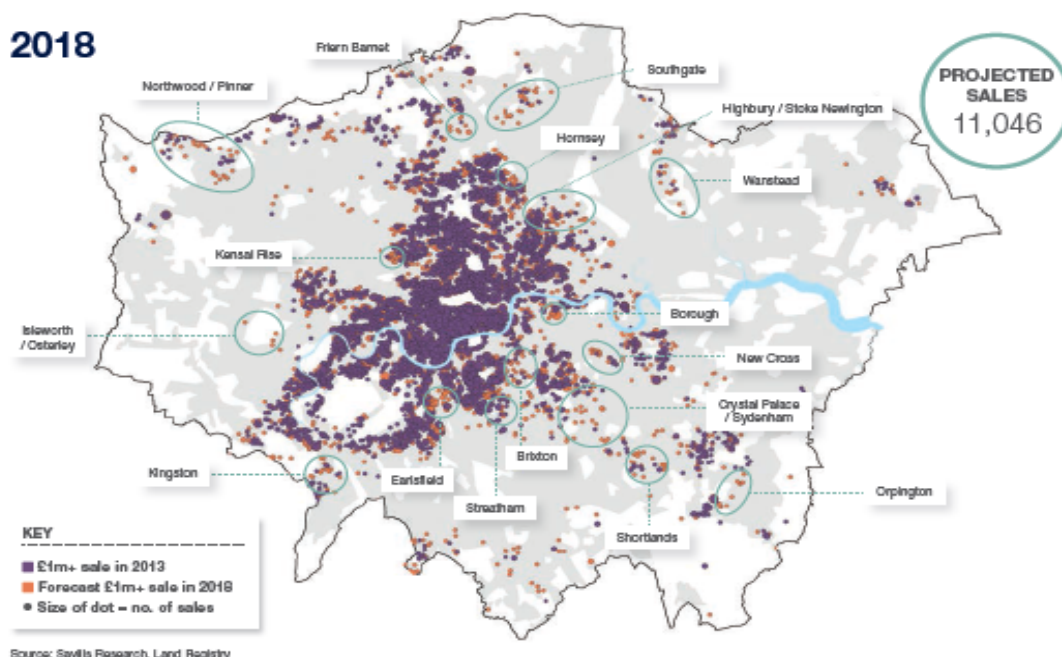 2018
PROJECTED
SALES
11,046
Friern Barnet
Southgate
Northwood / Pinner
Highbury / Stoke Newington
Hornsey
Wanstead
Kensal Rise
Borough
Isleworth
/ Osterley
New Cross
Crystal Palace
/ Sydenham
Brixton
Kingston
Earlsfield
Orpington
Streatham
Shortlands
KEY
£1m+ sale in 2013
Forecast £1m+ sale in 2018
Size of dot = no. of sales
Source: Savills Research, Land Registry